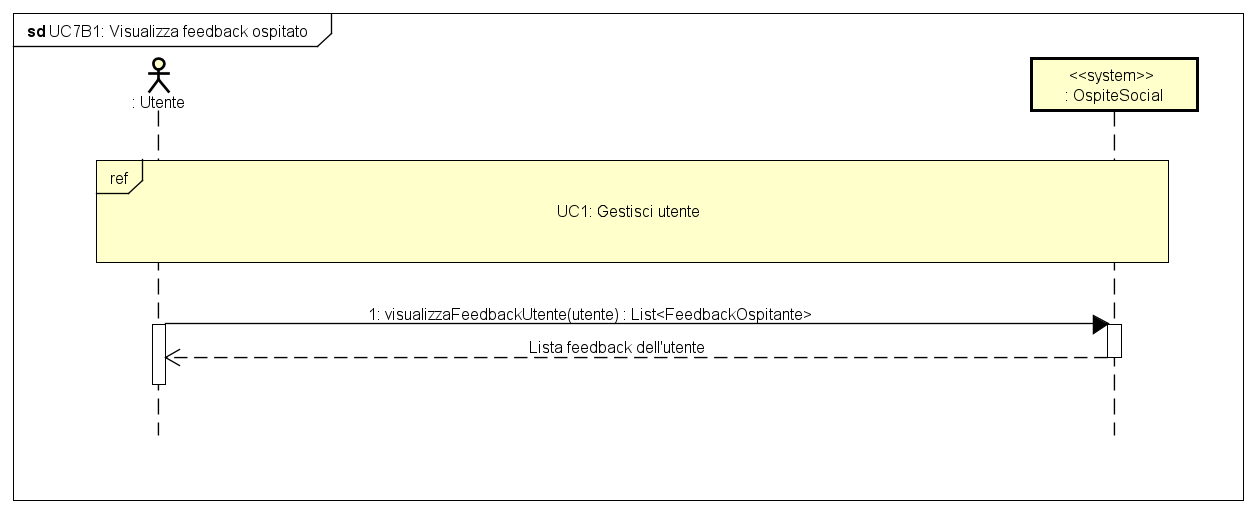 sd UC7B1: Visualizza feedback ospitato
: Utente
<<system>>
: OspiteSocial
ref
UC1: Gestisci utente
1: visualizzaFeedbackUtente(utente) : List<FeedbackOspitante>
Lista feedback dell'utente